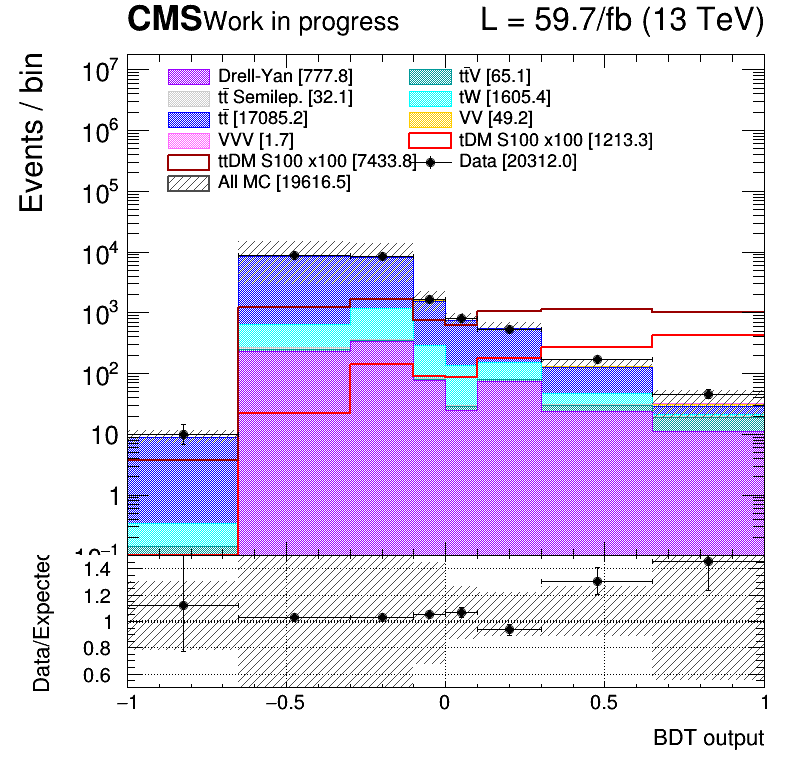 CMS Work in progress L = 59.7/fb (13 TeV)
Events / bin
10⁷
10⁶
10⁵
10⁴
10³
10²
10
1
10⁻¹
Drell-Yan [777.8]
tt̄V [65.1]
tt̄ Semilep. [32.1]
tW [1605.4]
tt̄ [17085.2]
VV [49.2]
VVV [1.7]
tDM S100 x100 [1213.3]
ttDM S100 x100 [7433.8]
Data [20312.0]
All MC [19616.5]
Data/Expected
1.4
1.2
1
0.8
0.6
−1 −0.5 0 0.5 1
BDT output